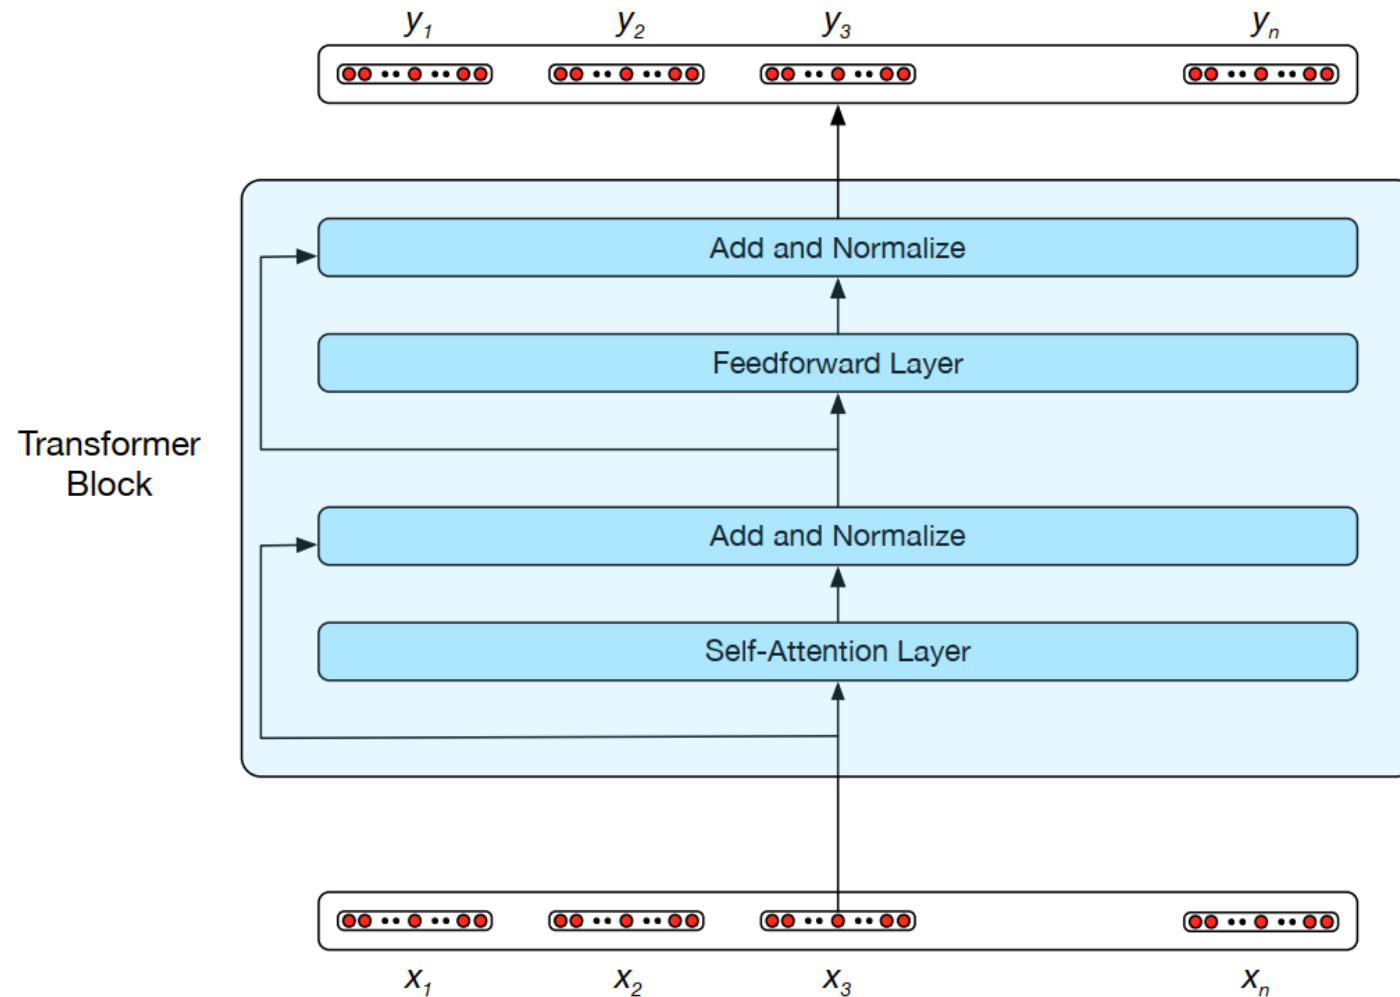 y₁ y₂ y₃ yₙ
Add and Normalize
Feedforward Layer
Transformer
Block
Add and Normalize
Self-Attention Layer
x₁ x₂ x₃ xₙ